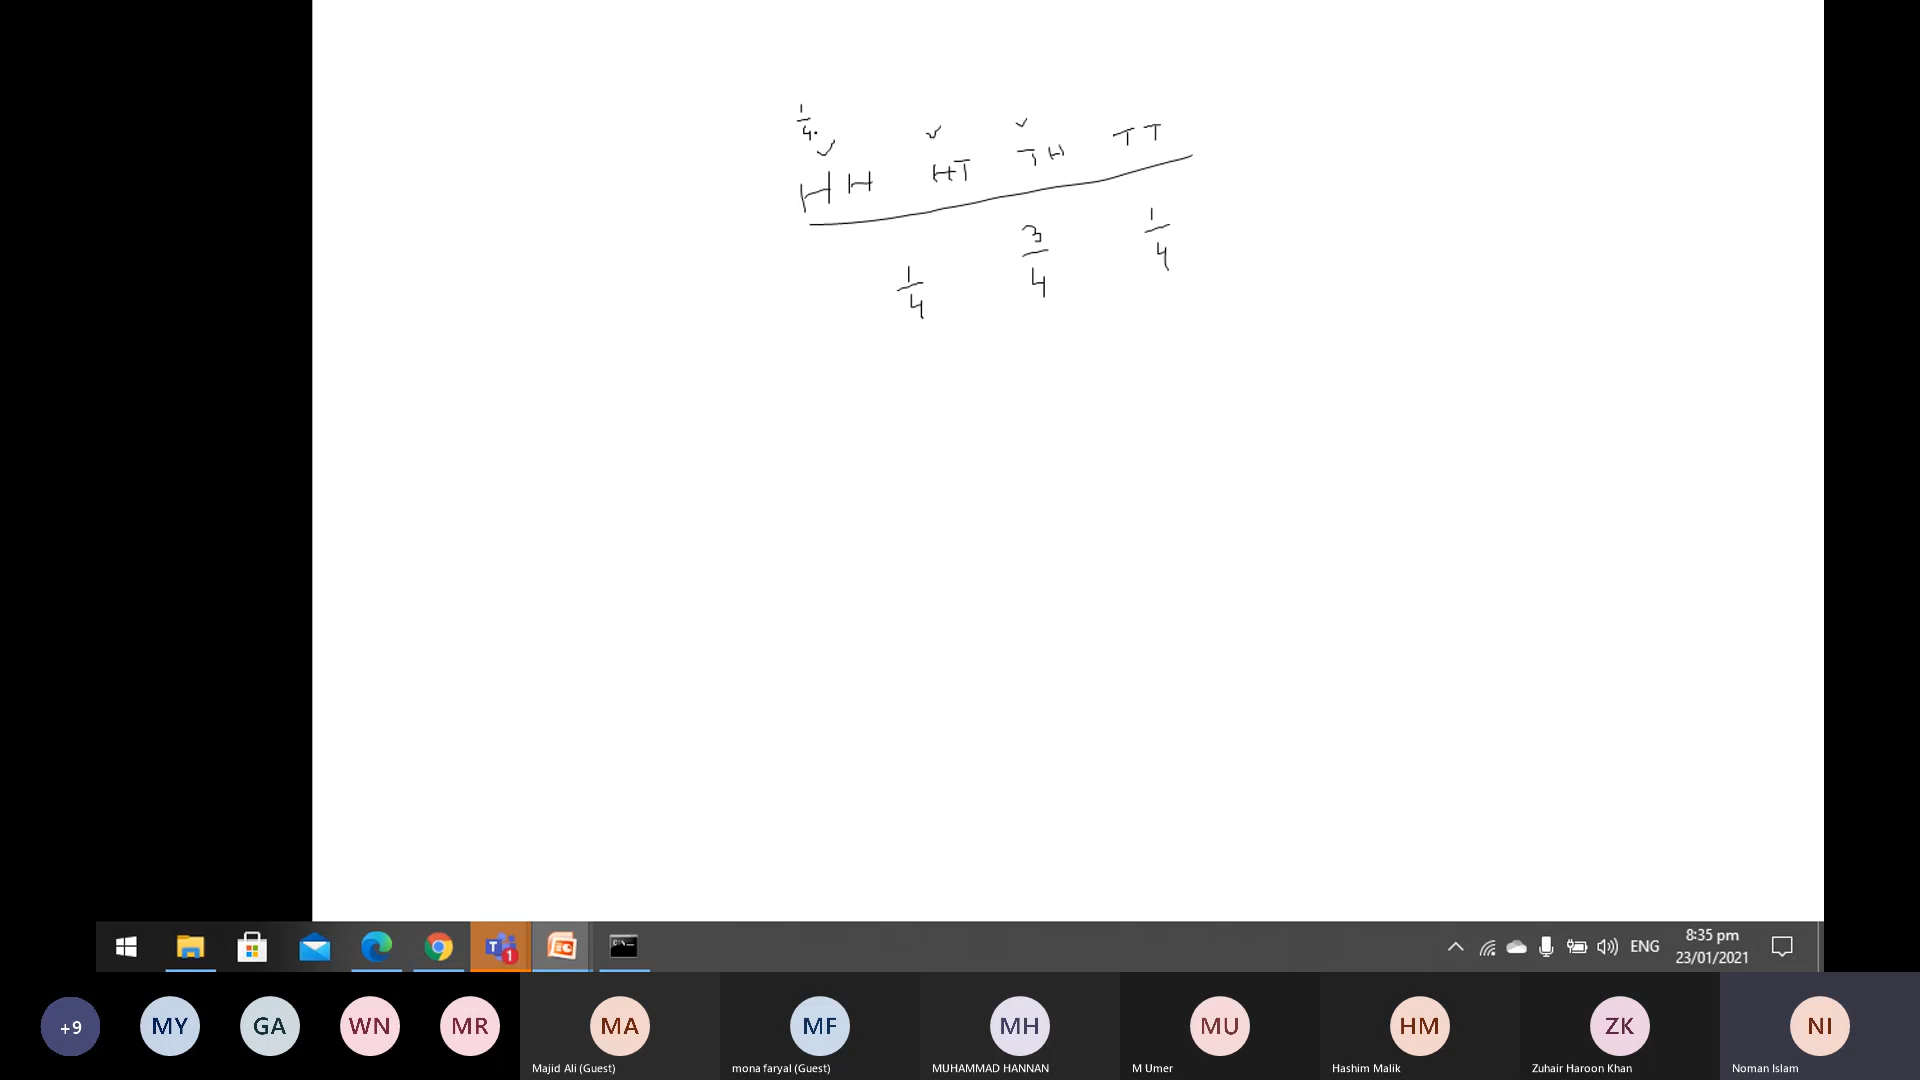 1/4
HH HT TH TT
1/4 3/4 1/4
ENG
8:35 pm
23/01/2021
1
+9
MY
GA
WN
MR
MA
MF
MH
MU
HM
ZK
NI
Majid Ali (Guest)
mona faryal (Guest)
MUHAMMAD HANNAN
M Umer
Hashim Malik
Zuhair Haroon Khan
Noman Islam